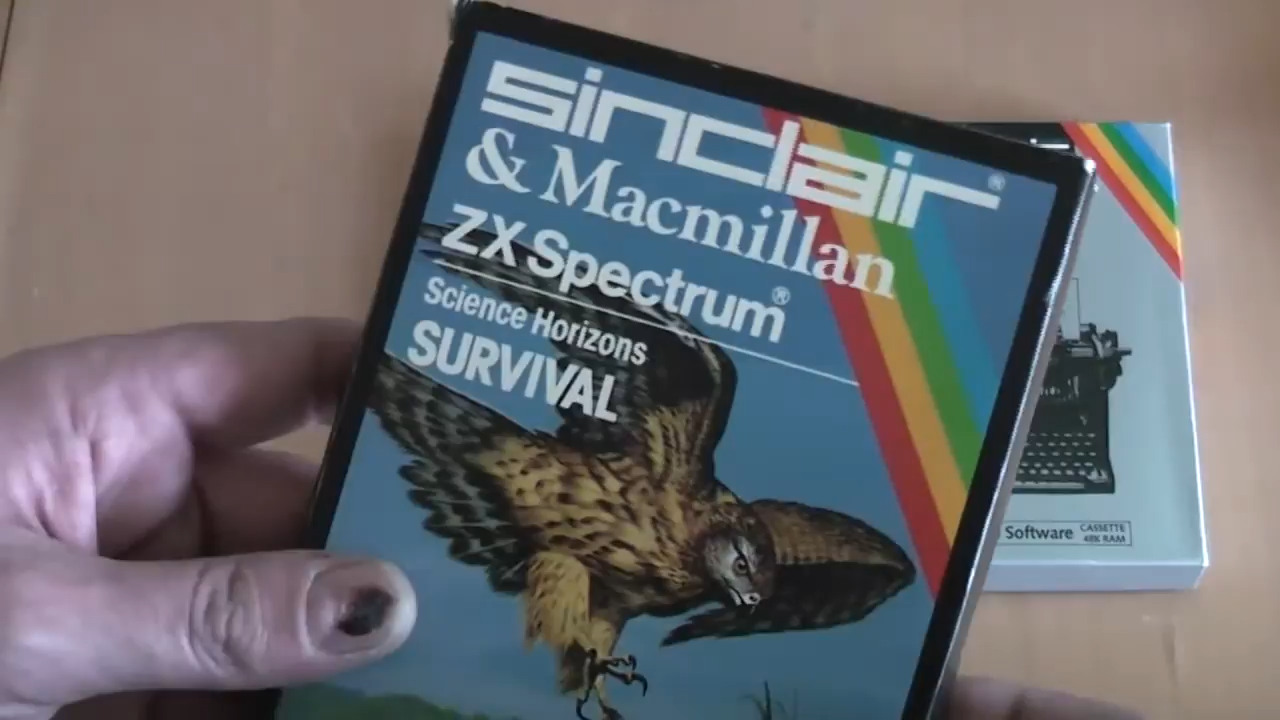 sinclair®
& Macmillan
ZX Spectrum®
Science Horizons
SURVIVAL
Software CASSETTE
48K RAM